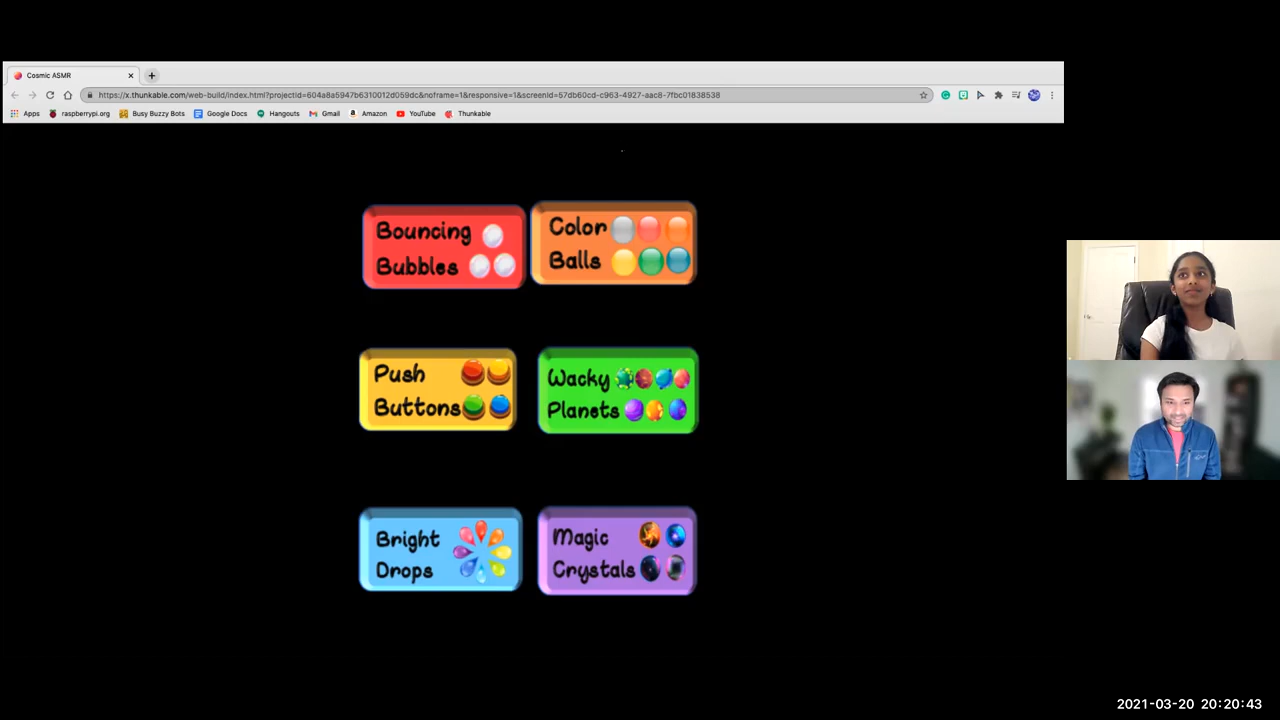 Cosmic ASMR
https://x.thunkable.com/web-build/index.html?projectId=604a8a5947b6310012d059dc&noframe=1&responsive=1&screenId=57db60cd-c963-4927-aac8-7fbc01838538
Apps raspberrypi.org Busy Buzzy Bots Google Docs Hangouts Gmail Amazon YouTube Thunkable
Bouncing
Bubbles
Color
Balls
Push
Buttons
Wacky
Planets
Bright
Drops
Magic
Crystals
2021-03-20 20:20:43